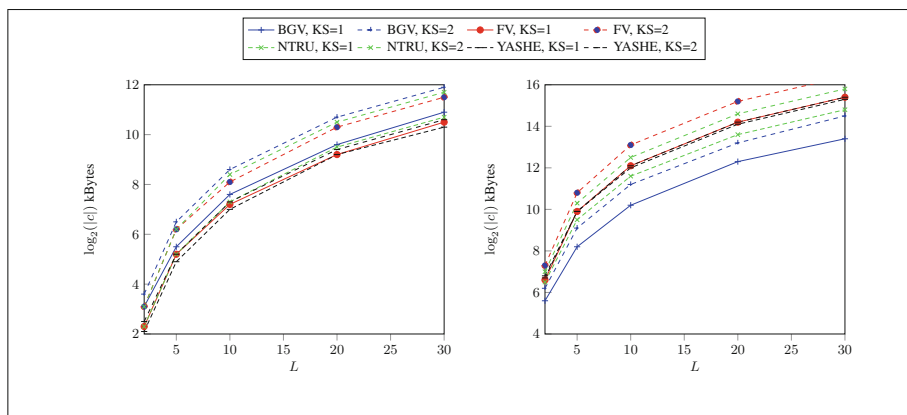 BGV, KS=1 BGV, KS=2 FV, KS=1 FV, KS=2
NTRU, KS=1 NTRU, KS=2 YASHE, KS=1 YASHE, KS=2
12
10
8
6
4
2
log₂(|c|) kBytes
5 10 15 20 25 30
L
16
14
12
10
8
6
4
log₂(|c|) kBytes
5 10 15 20 25 30
L